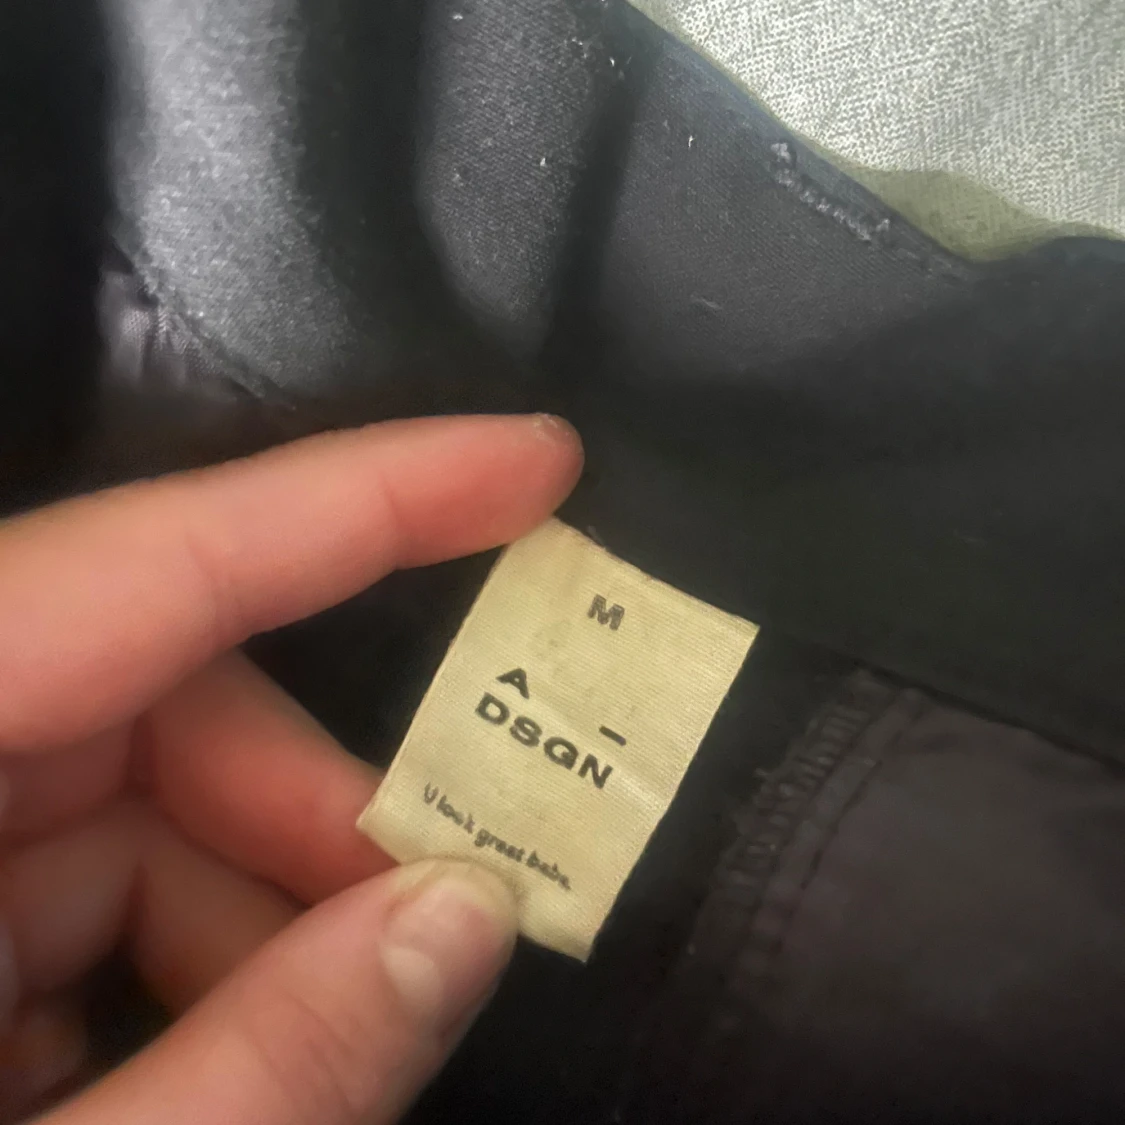 M
A _
DSGN
U look great babe.